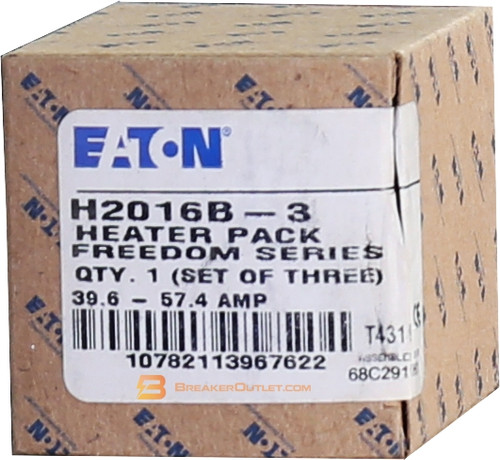 EATON®
H2016B - 3
HEATER PACK
FREEDOM SERIES
QTY. 1 (SET OF THREE)
39.6 - 57.4 AMP
10782113967622
T431
68C291
BREAKEROUTLET.COM